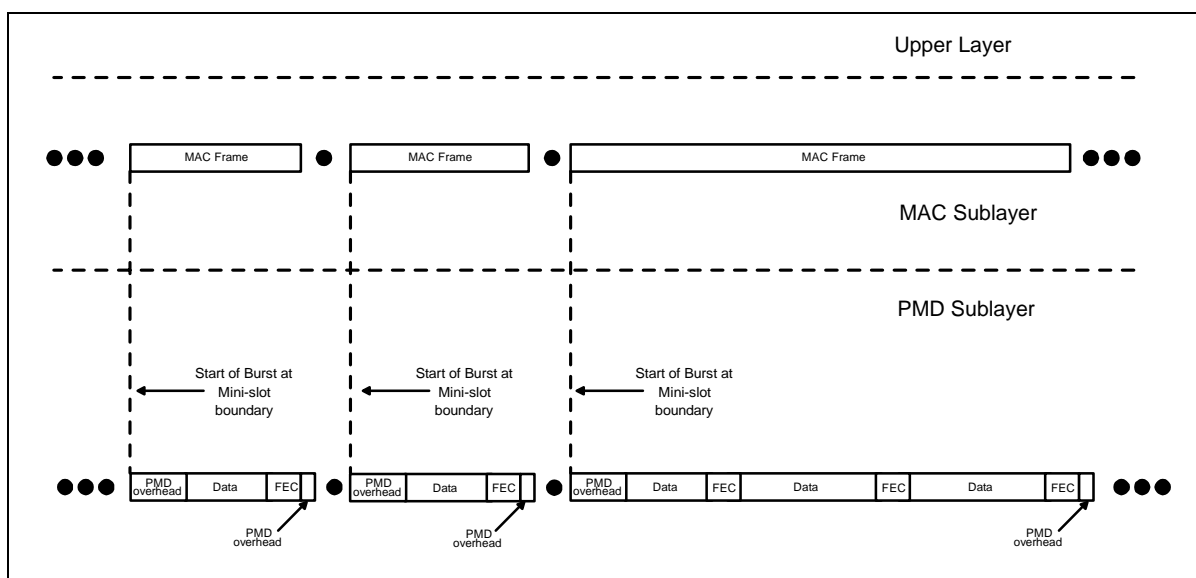 Upper Layer
MAC Frame
MAC Frame
MAC Frame
MAC Sublayer
PMD Sublayer
Start of Burst at
Mini-slot
boundary
Start of Burst at
Mini-slot
boundary
Start of Burst at
Mini-slot
boundary
PMD
overhead
Data
FEC
PMD
overhead
Data
FEC
PMD
overhead
Data
FEC
Data
FEC
Data
FEC
PMD
overhead
PMD
overhead
PMD
overhead